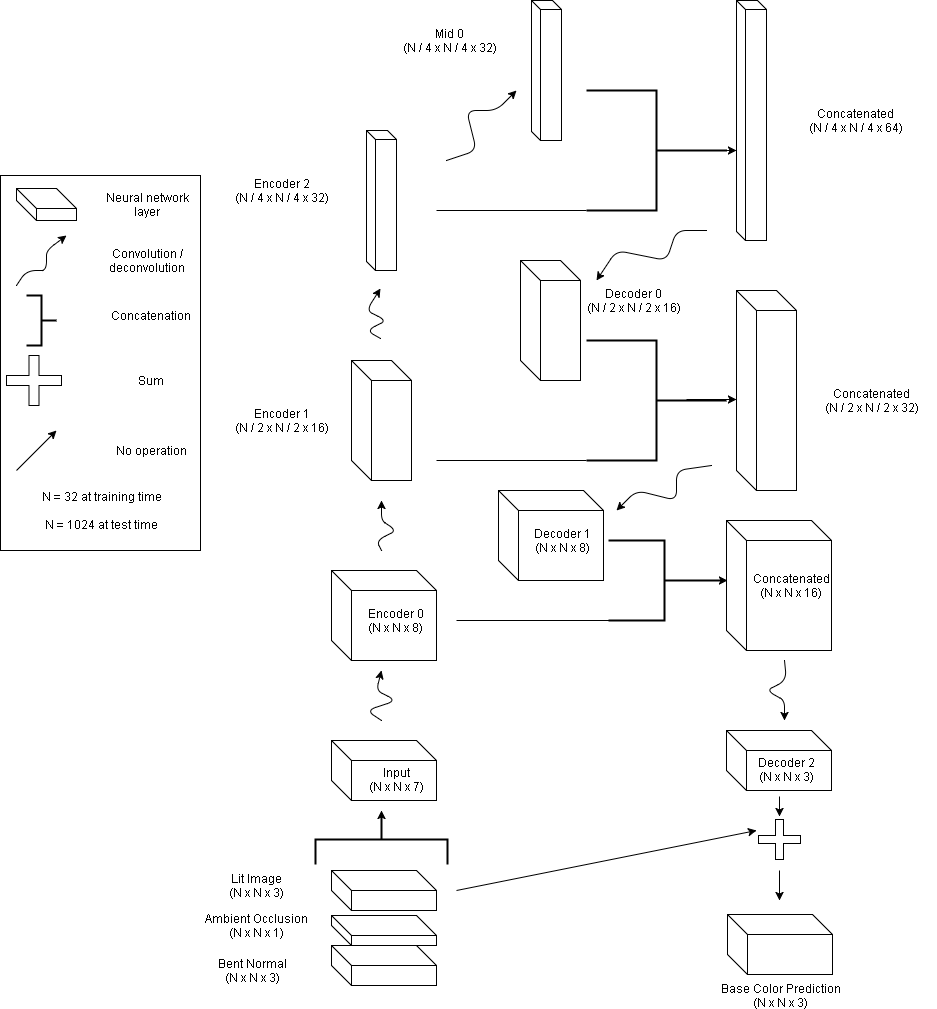 Mid 0
(N / 4 x N / 4 x 32)
Concatenated
(N / 4 x N / 4 x 64)
Encoder 2
(N / 4 x N / 4 x 32)
Neural network
layer
Convolution /
deconvolution
Concatenation
Sum
No operation
N = 32 at training time
N = 1024 at test time
Decoder 0
(N / 2 x N / 2 x 16)
Encoder 1
(N / 2 x N / 2 x 16)
Concatenated
(N / 2 x N / 2 x 32)
Decoder 1
(N x N x 8)
Concatenated
(N x N x 16)
Encoder 0
(N x N x 8)
Input
(N x N x 7)
Decoder 2
(N x N x 3)
Lit Image
(N x N x 3)
Ambient Occlusion
(N x N x 1)
Bent Normal
(N x N x 3)
Base Color Prediction
(N x N x 3)